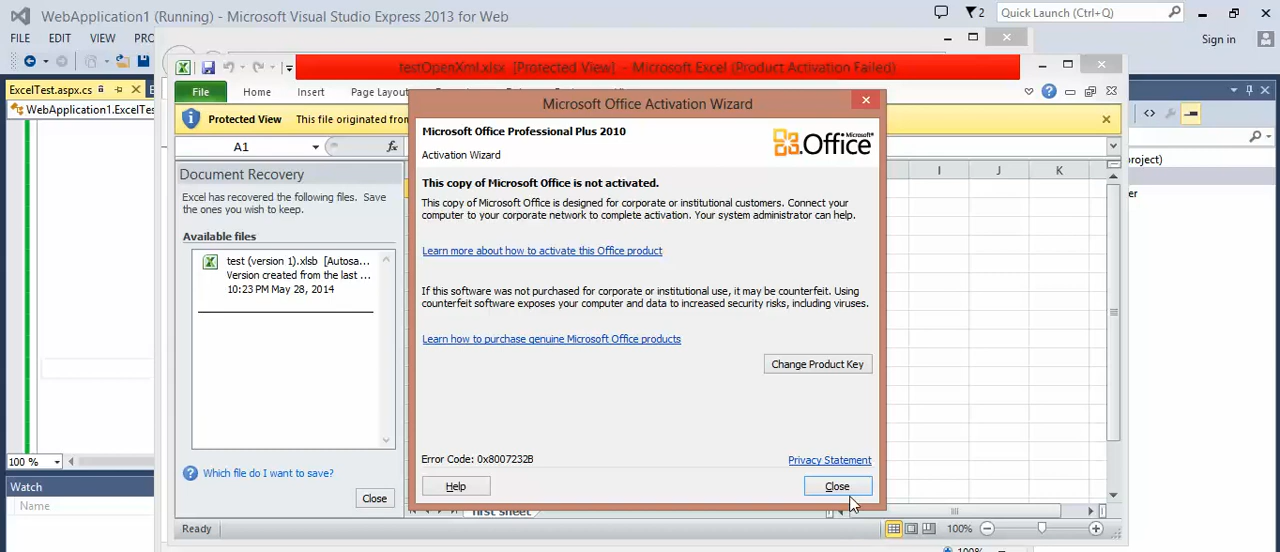 WebApplication1 (Running) - Microsoft Visual Studio Express 2013 for Web
2
Quick Launch (Ctrl+Q)
FILE EDIT VIEW
Sign in
testOpenXml.xlsx [Protected View] - Microsoft Excel (Product Activation Failed)
ExcelTest.aspx.cs
File Home Insert Page Layou
WebApplication1.ExcelTes
Protected View This file originated from
A1
fx
I J K
Document Recovery
Excel has recovered the following files. Save
the ones you wish to keep.
Available files
test (version 1).xlsb [Autosa...
Version created from the last ...
10:23 PM May 28, 2014
Which file do I want to save?
Close
Microsoft Office Activation Wizard
Microsoft Office Professional Plus 2010
Microsoft®
Office
Activation Wizard
This copy of Microsoft Office is not activated.
This copy of Microsoft Office is designed for corporate or institutional customers. Connect your
computer to your corporate network to complete activation. Your system administrator can help.
Learn more about how to activate this Office product
If this software was not purchased for corporate or institutional use, it may be counterfeit. Using
counterfeit software exposes your computer and data to increased security risks, including viruses.
Learn how to purchase genuine Microsoft Office products
Change Product Key
Error Code: 0x8007232B
Privacy Statement
Help
Close
project)
100 %
Watch
Name
first sheet
Ready
100%
100%